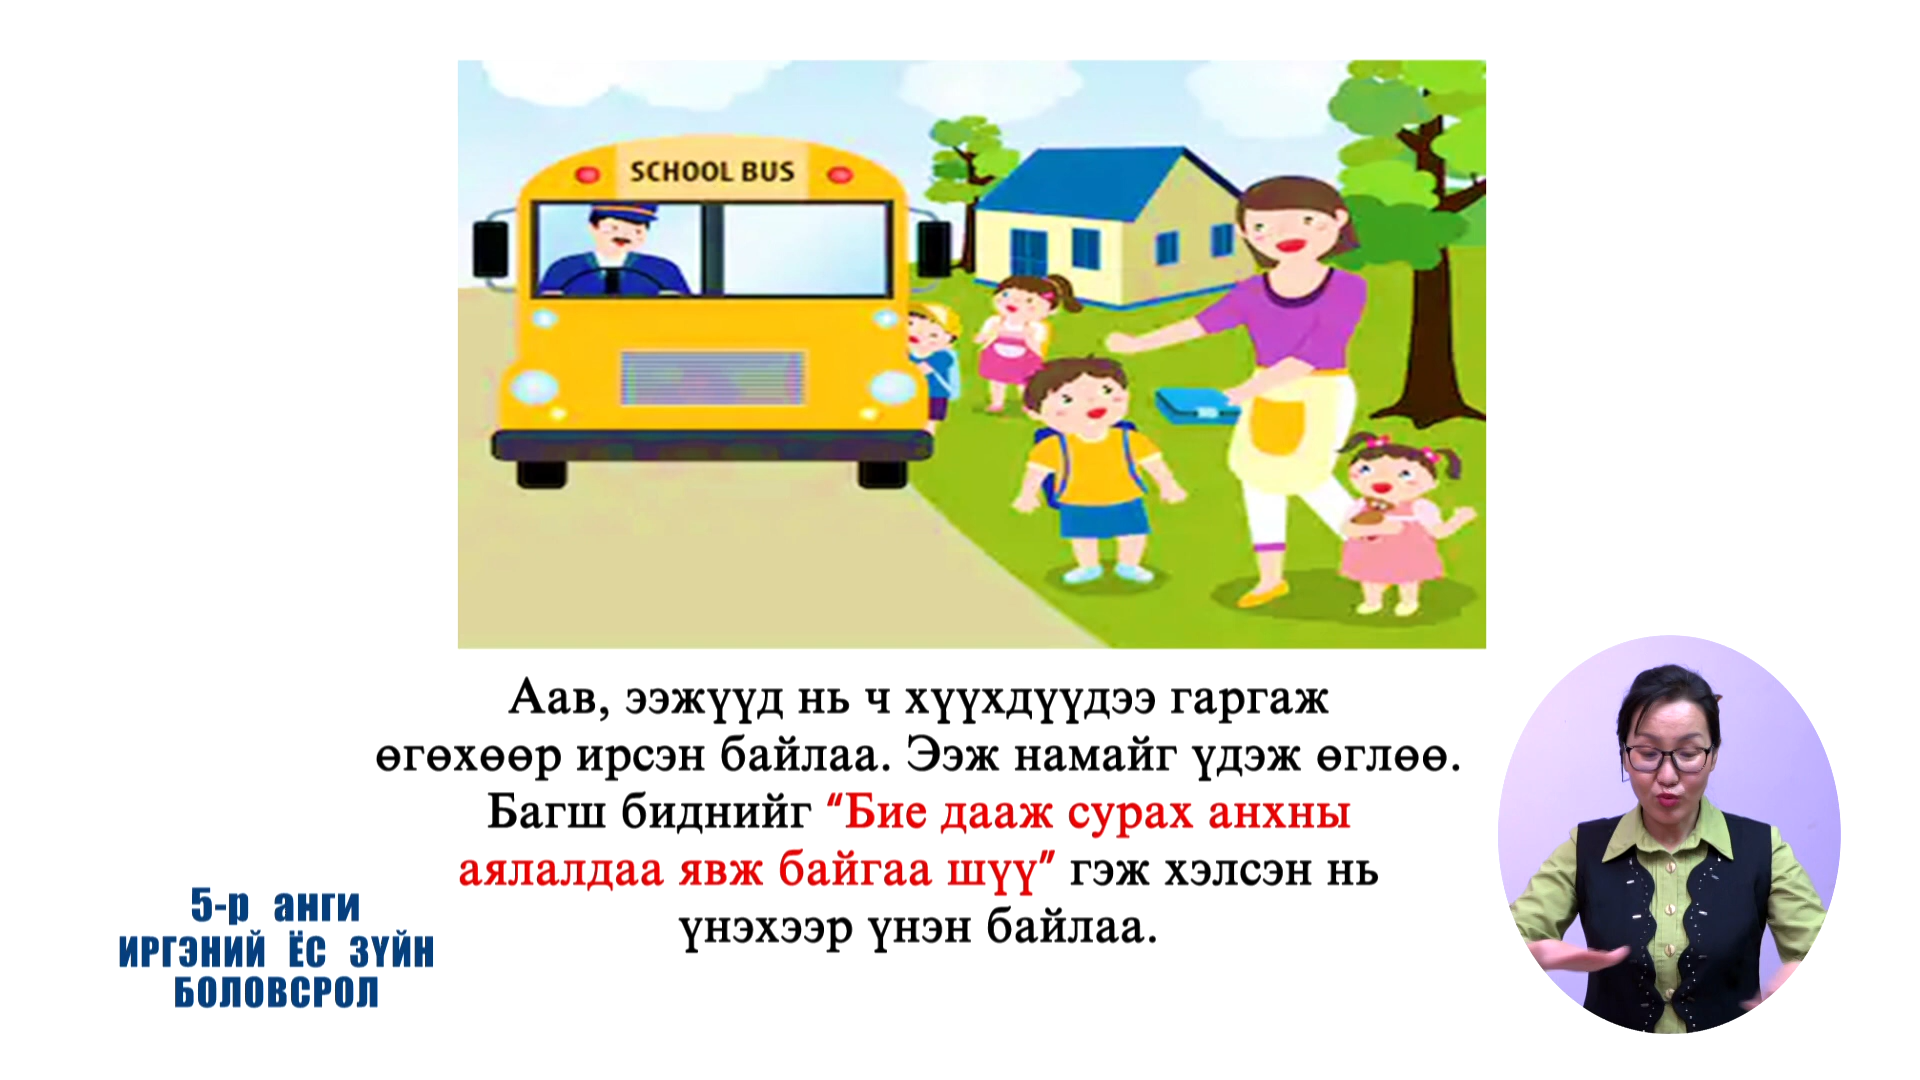 SCHOOL BUS
Аав, ээжүүд нь ч хүүхдүүдээ гаргаж
өгөхөөр ирсэн байлаа. Ээж намайг үдэж өглөө.
Багш биднийг “Бие дааж сурах анхны
аялалдаа явж байгаа шүү” гэж хэлсэн нь
үнэхээр үнэн байлаа.
5-р анги
ИРГЭНИЙ ЁС ЗҮЙН
БОЛОВСРОЛ